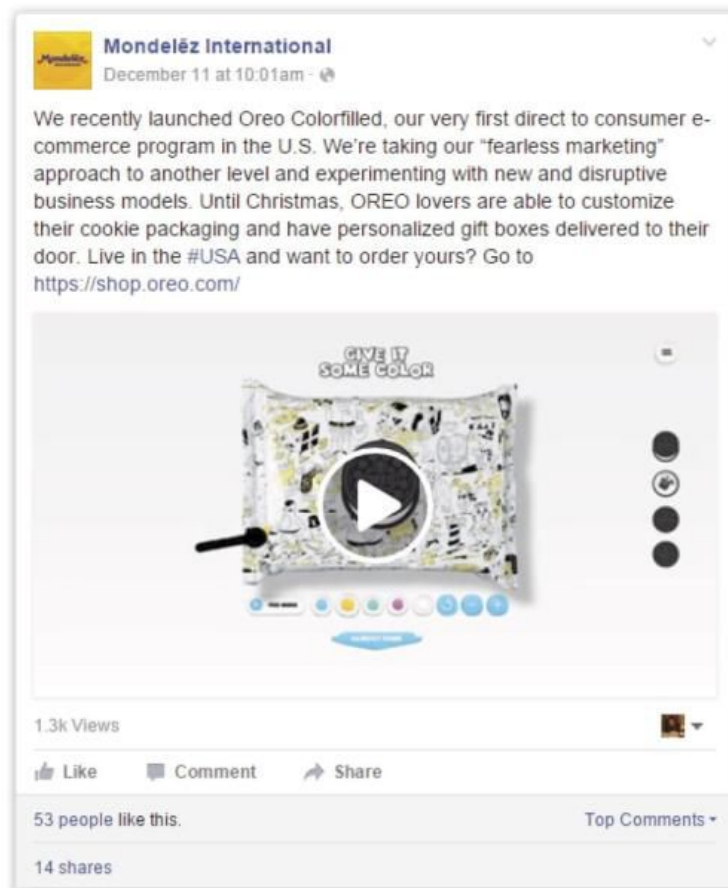 Mondelēz
Mondelēz International
December 11 at 10:01am ·
We recently launched Oreo Colorfilled, our very first direct to consumer e-
commerce program in the U.S. We're taking our "fearless marketing"
approach to another level and experimenting with new and disruptive
business models. Until Christmas, OREO lovers are able to customize
their cookie packaging and have personalized gift boxes delivered to their
door. Live in the #USA and want to order yours? Go to
https://shop.oreo.com/
GIVE IT
SOME COLOR
1.3k Views
Like Comment Share
53 people like this. Top Comments
14 shares